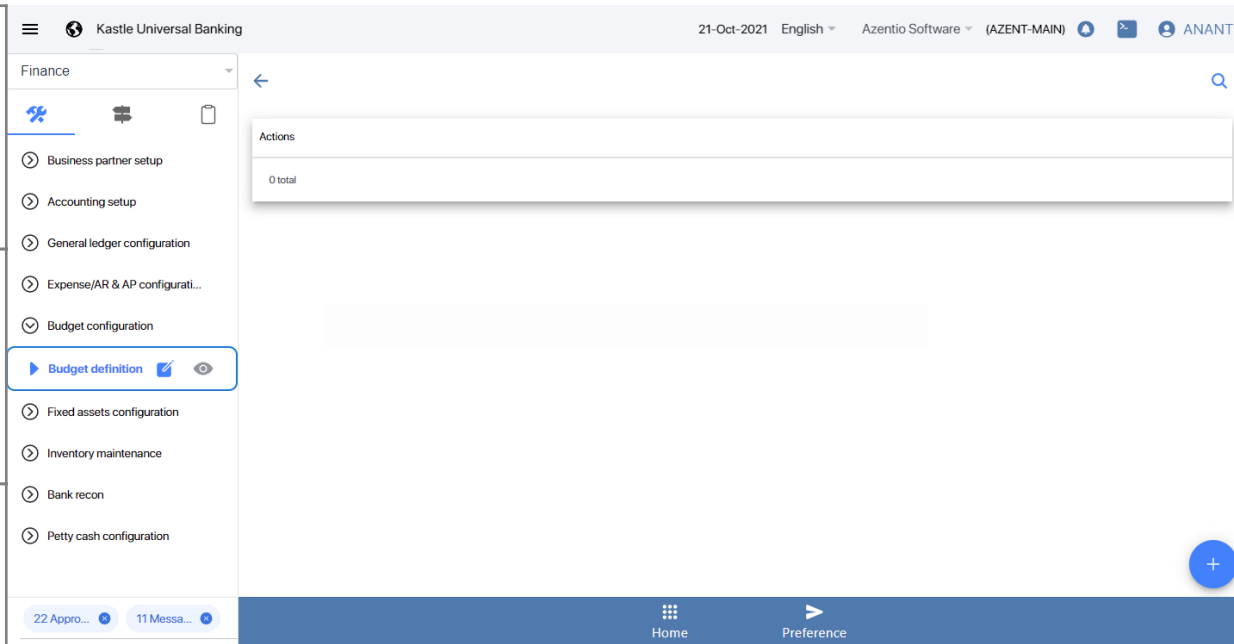 Kastle Universal Banking
21-Oct-2021 English Azentio Software (AZENT-MAIN) ANANT
Finance
Actions
0 total
Business partner setup
Accounting setup
General ledger configuration
Expense/AR & AP configurati...
Budget configuration
Budget definition
Fixed assets configuration
Inventory maintenance
Bank recon
Petty cash configuration
22 Appro... 11 Messa...
Home Preference